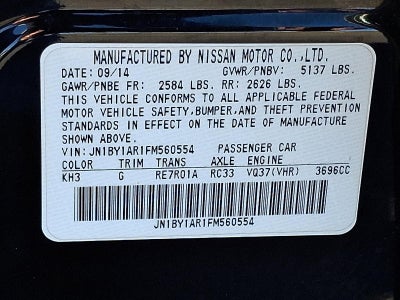 MANUFACTURED BY NISSAN MOTOR CO.,LTD.
DATE: 09/14 GVWR/PNBV: 5137 LBS.
GAWR/PNBE FR: 2584 LBS. RR: 2626 LBS.
THIS VEHICLE CONFORMS TO ALL APPLICABLE FEDERAL
MOTOR VEHICLE SAFETY,BUMPER,AND THEFT PREVENTION
STANDARDS IN EFFECT ON THE DATE OF MANUFACTURE
SHOWN ABOVE.
VIN: JN1BY1AR1FM560554 PASSENGER CAR
COLOR TRIM TRANS AXLE ENGINE
KH3 G RE7R01A RC33 VQ37(VHR) 3696CC
JN1BY1AR1FM560554